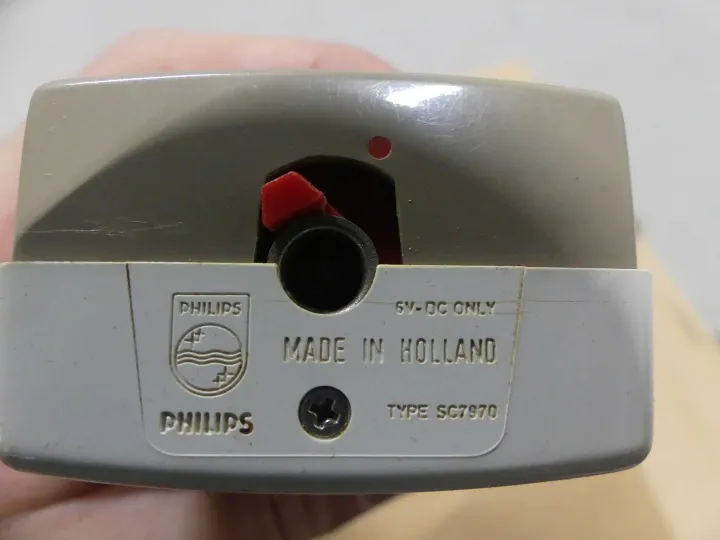 PHILIPS
6V-DC ONLY
MADE IN HOLLAND
PHILIPS
TYPE SC7970